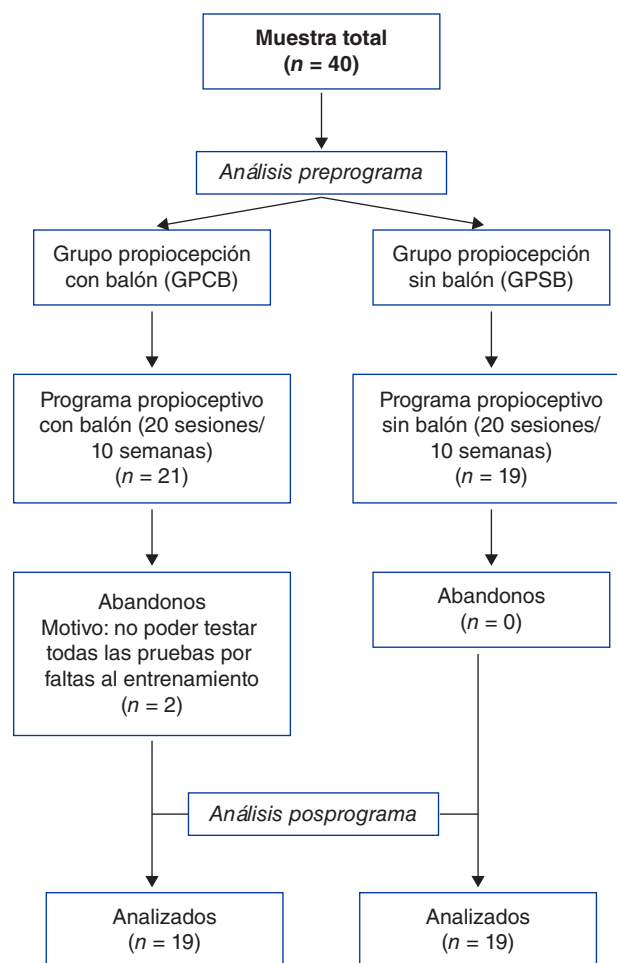 Muestra total
(n = 40)
Análisis preprograma
Grupo propiocepción
con balón (GPCB)
Grupo propiocepción
sin balón (GPSB)
Programa propioceptivo
con balón (20 sesiones/
10 semanas)
(n = 21)
Programa propioceptivo
sin balón (20 sesiones/
10 semanas)
(n = 19)
Abandonos
Motivo: no poder testar
todas las pruebas por
faltas al entrenamiento
(n = 2)
Abandonos
(n = 0)
Análisis posprograma
Analizados
(n = 19)
Analizados
(n = 19)